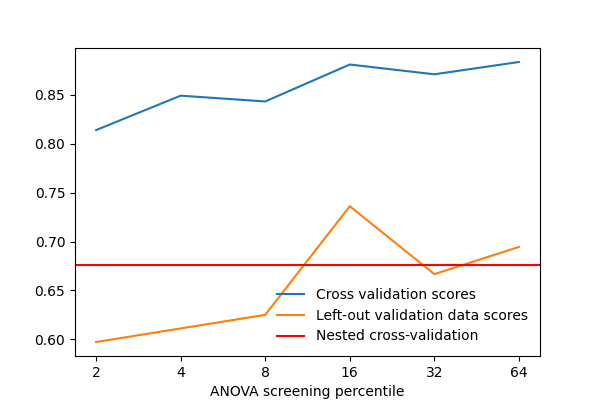 0.85
0.80
0.75
0.70
0.65
0.60
Cross validation scores
Left-out validation data scores
Nested cross-validation
2 4 8 16 32 64
ANOVA screening percentile